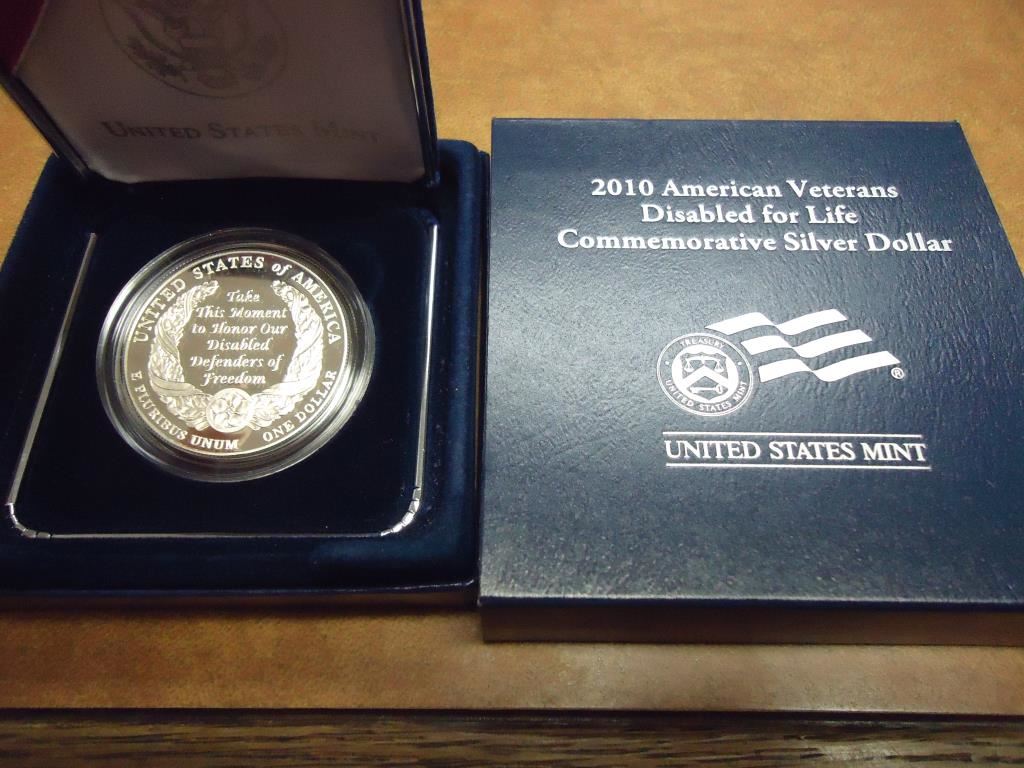 UNITED STATES MINT
UNITED STATES of AMERICA
Take
This Moment
to Honor Our
Disabled
Defenders of
Freedom
E PLURIBUS UNUM
ONE DOLLAR
2010 American Veterans
Disabled for Life
Commemorative Silver Dollar
TREASURY
UNITED STATES MINT
®
UNITED STATES MINT